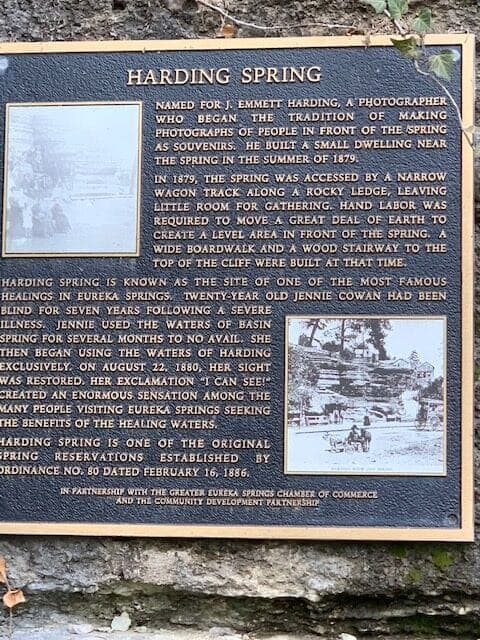 HARDING SPRING
NAMED FOR J. EMMETT HARDING, A PHOTOGRAPHER
WHO BEGAN THE TRADITION OF MAKING
PHOTOGRAPHS OF PEOPLE IN FRONT OF THE SPRING
AS SOUVENIRS. HE BUILT A SMALL DWELLING NEAR
THE SPRING IN THE SUMMER OF 1879.
IN 1879, THE SPRING WAS ACCESSED BY A NARROW
WAGON TRACK ALONG A ROCKY LEDGE, LEAVING
LITTLE ROOM FOR GATHERING. HAND LABOR WAS
REQUIRED TO MOVE A GREAT DEAL OF EARTH TO
CREATE A LEVEL AREA IN FRONT OF THE SPRING. A
WIDE BOARDWALK AND A WOOD STAIRWAY TO THE
TOP OF THE CLIFF WERE BUILT AT THAT TIME.
HARDING SPRING IS KNOWN AS THE SITE OF ONE OF THE MOST FAMOUS
HEALINGS IN EUREKA SPRINGS. TWENTY-YEAR OLD JENNIE COWAN HAD BEEN
BLIND FOR SEVEN YEARS FOLLOWING A SEVERE
ILLNESS. JENNIE USED THE WATERS OF BASIN
SPRING FOR SEVERAL MONTHS TO NO AVAIL. SHE
THEN BEGAN USING THE WATERS OF HARDING
EXCLUSIVELY. ON AUGUST 22, 1880, HER SIGHT
WAS RESTORED. HER EXCLAMATION "I CAN SEE!"
CREATED AN ENORMOUS SENSATION AMONG THE
MANY PEOPLE VISITING EUREKA SPRINGS SEEKING
THE BENEFITS OF THE HEALING WATERS.
HARDING SPRING IS ONE OF THE ORIGINAL
SPRING RESERVATIONS ESTABLISHED BY
ORDINANCE NO. 80 DATED FEBRUARY 16, 1886.
IN PARTNERSHIP WITH THE GREATER EUREKA SPRINGS CHAMBER OF COMMERCE
AND THE COMMUNITY DEVELOPMENT PARTNERSHIP